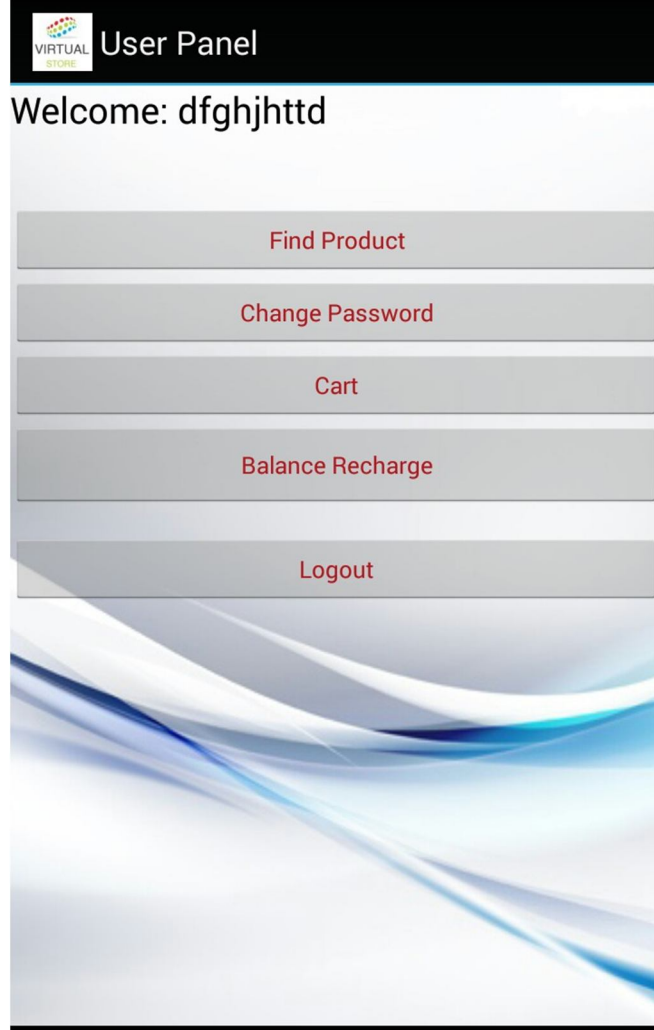 VIRTUAL
STORE
User Panel
Welcome: dfghjhttd
Find Product
Change Password
Cart
Balance Recharge
Logout